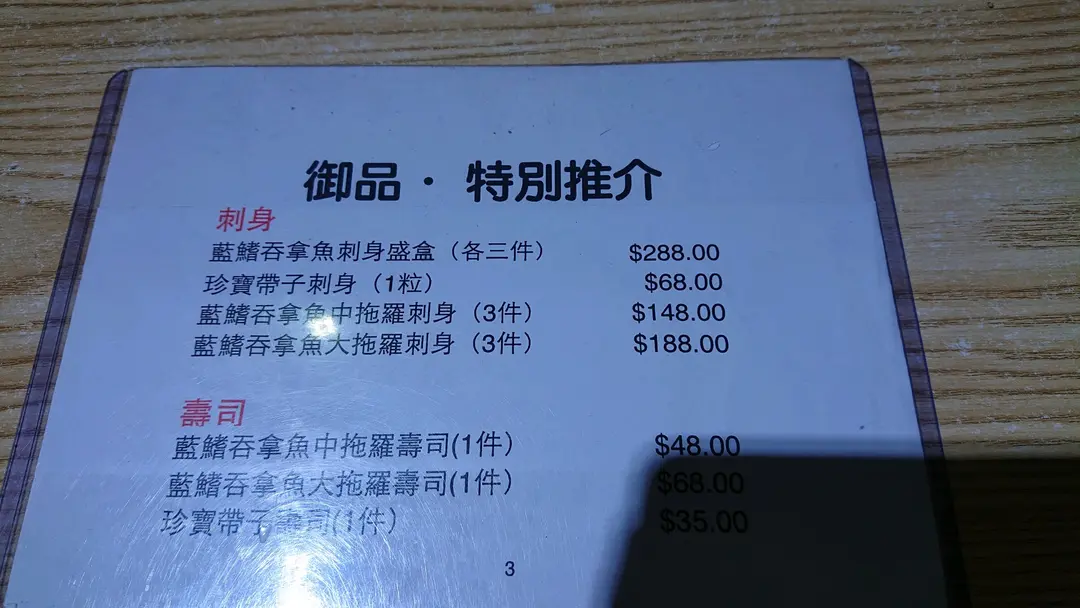 御品・特別推介
刺身
藍鰭吞拿魚刺身盛盒（各三件） $288.00
珍寶帶子刺身（1粒） $68.00
藍鰭吞拿魚中拖羅刺身（3件） $148.00
藍鰭吞拿魚大拖羅刺身（3件） $188.00
壽司
藍鰭吞拿魚中拖羅壽司(1件） $48.00
藍鰭吞拿魚大拖羅壽司(1件） $68.00
珍寶帶子壽司(1件） $35.00
3